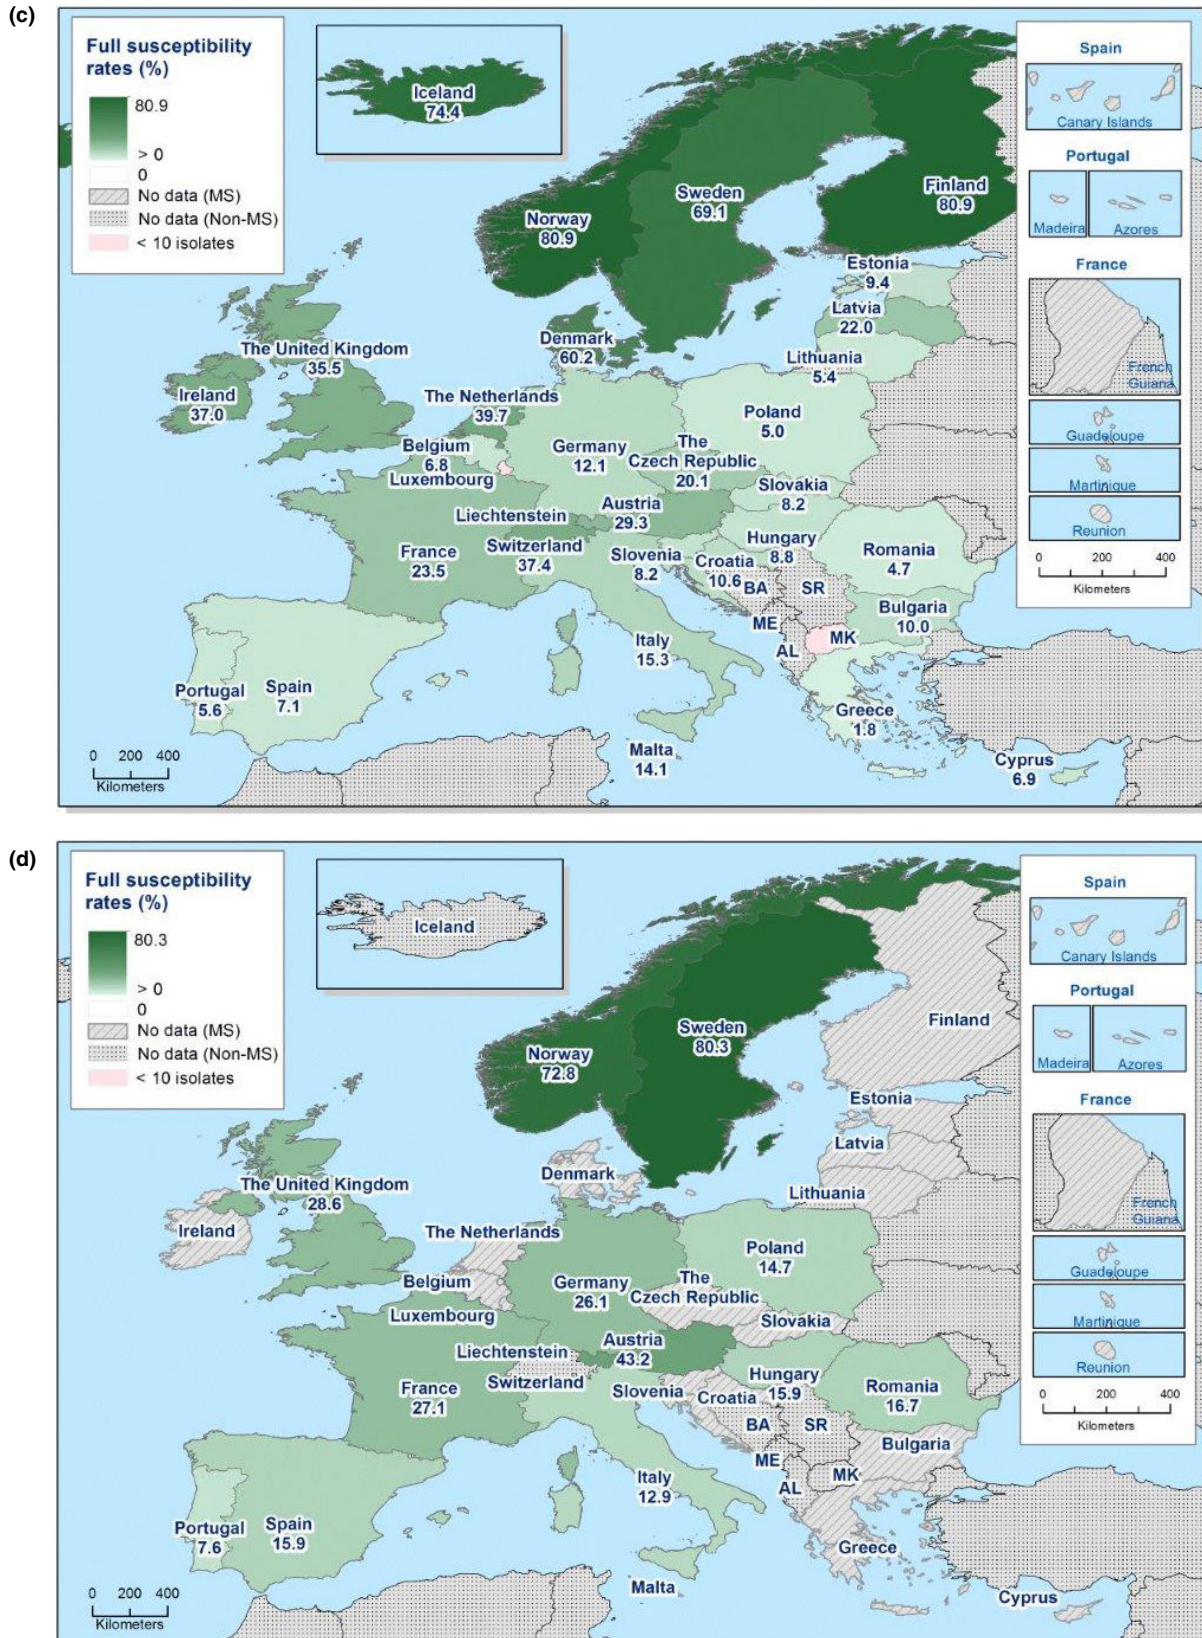 (c)
Full susceptibility
rates (%)
80.9
> 0
0
No data (MS)
No data (Non-MS)
< 10 isolates
Iceland
74.4
Norway
80.9
Sweden
69.1
Finland
80.9
Estonia
9.4
Latvia
22.0
Lithuania
5.4
Denmark
60.2
The United Kingdom
35.5
Ireland
37.0
The Netherlands
39.7
Belgium
6.8
Luxembourg
Germany
12.1
The
Czech Republic
20.1
Poland
5.0
Slovakia
8.2
Liechtenstein
Austria
29.3
Switzerland
37.4
France
23.5
Slovenia
8.2
Hungary
8.8
Croatia
10.6
Romania
4.7
BA
SR
ME
MK
AL
Bulgaria
10.0
Italy
15.3
Portugal
5.6
Spain
7.1
Greece
1.8
Malta
14.1
Cyprus
6.9
0 200 400
Kilometers
Spain
Canary Islands
Portugal
Madeira
Azores
France
French
Guiana
Guadeloupe
Martinique
Reunion
0 200 400
Kilometers
(d)
Full susceptibility
rates (%)
80.3
> 0
0
No data (MS)
No data (Non-MS)
< 10 isolates
Iceland
Norway
72.8
Sweden
80.3
Finland
Estonia
Latvia
Lithuania
Denmark
The United Kingdom
28.6
Ireland
The Netherlands
Belgium
Luxembourg
Germany
26.1
The
Czech Republic
Poland
14.7
Slovakia
Liechtenstein
Austria
43.2
Switzerland
France
27.1
Slovenia
Hungary
15.9
Croatia
Romania
16.7
BA
SR
ME
MK
AL
Bulgaria
Italy
12.9
Portugal
7.6
Spain
15.9
Greece
Malta
Cyprus
0 200 400
Kilometers
Spain
Canary Islands
Portugal
Madeira
Azores
France
French
Guiana
Guadeloupe
Martinique
Reunion
0 200 400
Kilometers